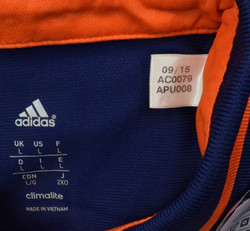 09/15
AC0079
APU008
adidas
UK US F
L L L
D I E
L L L
CDN J
L/G 2XO
climalite
MADE IN VIETNAM